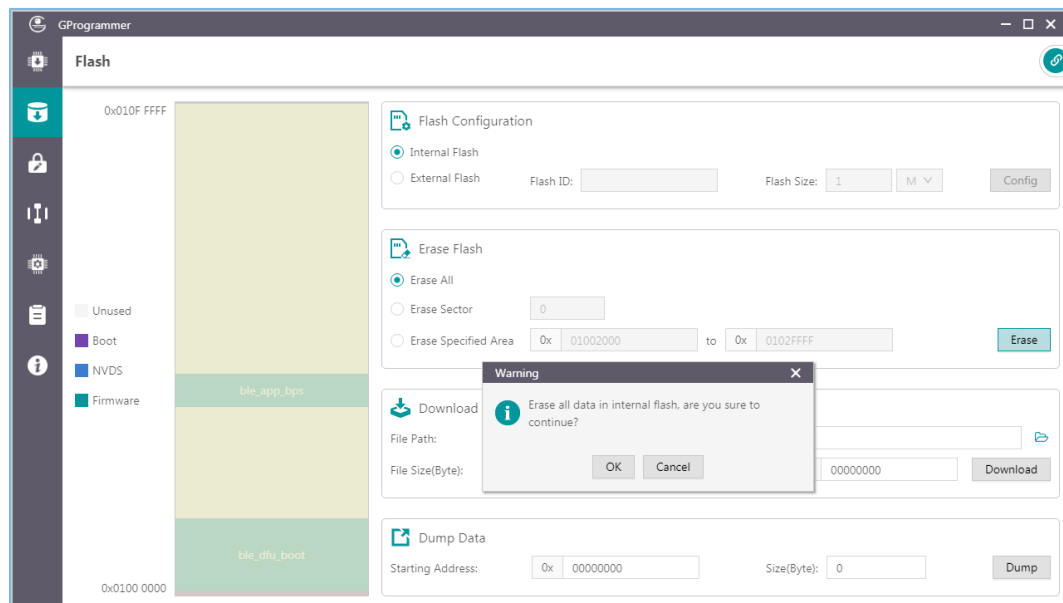 GProgrammer
Flash
0x010F FFFF
Unused
Boot
NVDS
Firmware
ble_app_bps
ble_dfu_boot
0x0100 0000
Flash Configuration
Internal Flash
External Flash Flash ID: Flash Size: 1 M Config
Erase Flash
Erase All
Erase Sector 0
Erase Specified Area 0x 01002000 to 0x 0102FFFF Erase
Warning
Erase all data in internal flash, are you sure to
continue?
OK Cancel
Download
File Path:
File Size(Byte): 00000000 Download
Dump Data
Starting Address: 0x 00000000 Size(Byte): 0 Dump